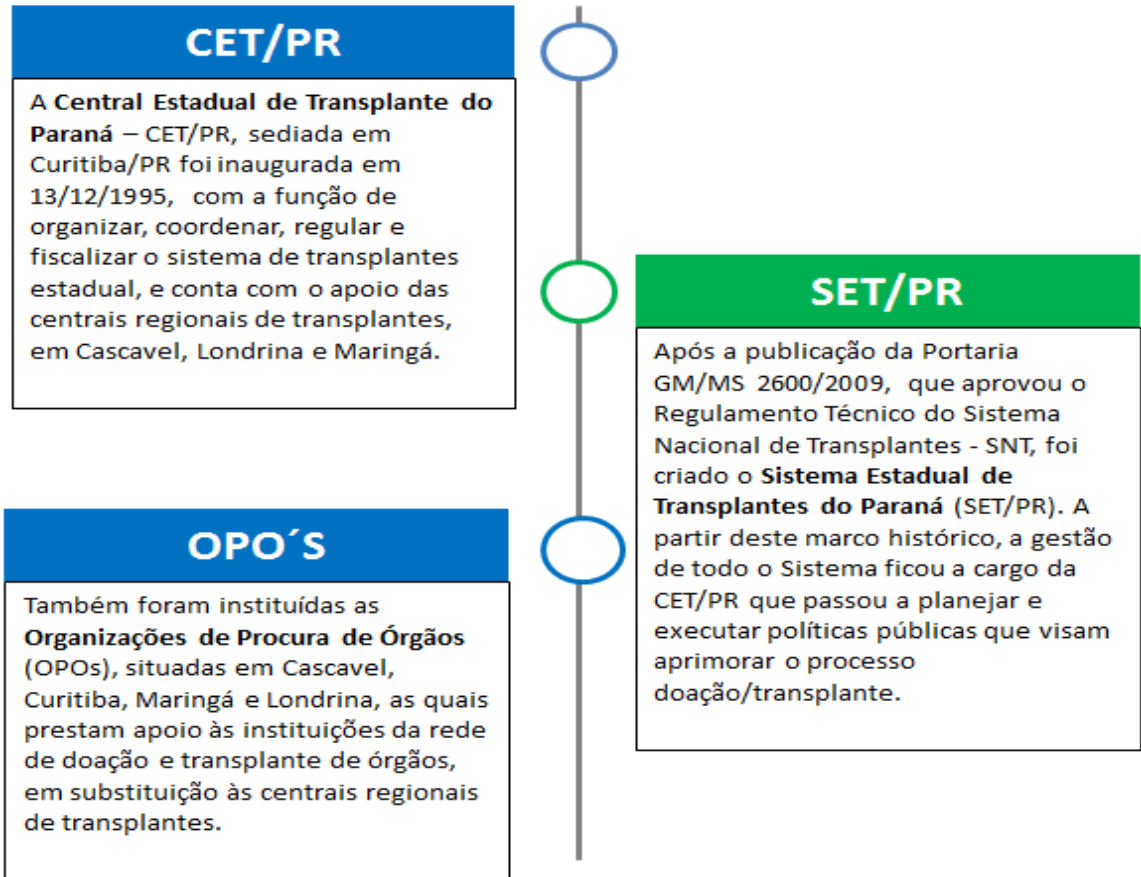 CET/PR
A Central Estadual de Transplante do
Paraná – CET/PR, sediada em
Curitiba/PR foi inaugurada em
13/12/1995, com a função de
organizar, coordenar, regular e
fiscalizar o sistema de transplantes
estadual, e conta com o apoio das
centrais regionais de transplantes,
em Cascavel, Londrina e Maringá.
SET/PR
Após a publicação da Portaria
GM/MS 2600/2009, que aprovou o
Regulamento Técnico do Sistema
Nacional de Transplantes - SNT, foi
criado o Sistema Estadual de
Transplantes do Paraná (SET/PR). A
partir deste marco histórico, a gestão
de todo o Sistema ficou a cargo da
CET/PR que passou a planejar e
executar políticas públicas que visam
aprimorar o processo
doação/transplante.
OPO´S
Também foram instituídas as
Organizações de Procura de Órgãos
(OPOs), situadas em Cascavel,
Curitiba, Maringá e Londrina, as quais
prestam apoio às instituições da rede
de doação e transplante de órgãos,
em substituição às centrais regionais
de transplantes.